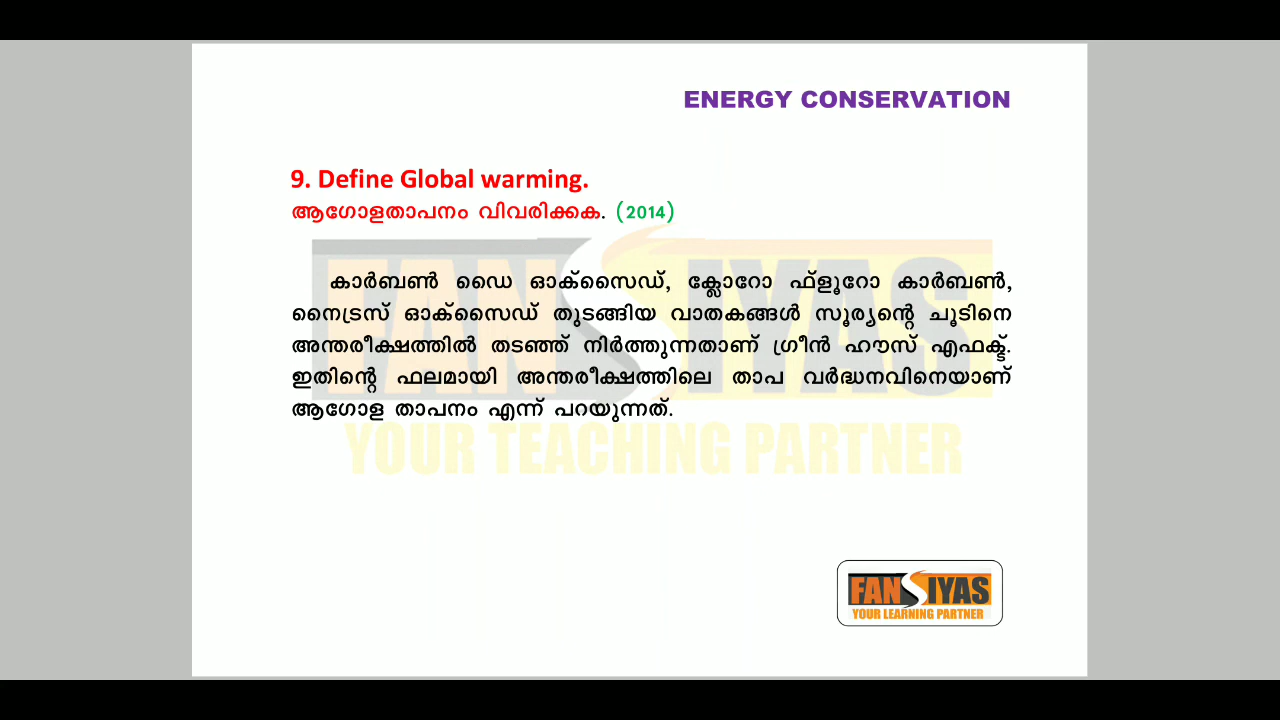 ENERGY CONSERVATION
9. Define Global warming.
ആഗോളതാപനം വിവരിക്കുക. (2014)
കാർബൺ ഡൈ ഓക്സൈഡ്, ക്ലോറോ ഫ്ളൂറോ കാർബൺ,
നൈട്രസ് ഓക്സൈഡ് തുടങ്ങിയ വാതകങ്ങൾ സൂര്യന്റെ ചൂടിനെ
അന്തരീക്ഷത്തിൽ തടഞ്ഞ് നിർത്തുന്നതാണ് ഗ്രീൻ ഹൗസ് എഫക്ട്.
ഇതിന്റെ ഫലമായി അന്തരീക്ഷത്തിലെ താപ വർദ്ധനവിനെയാണ്
ആഗോള താപനം എന്ന് പറയുന്നത്.
FANSIYAS
YOUR TEACHING PARTNER
FANSIYAS
YOUR LEARNING PARTNER